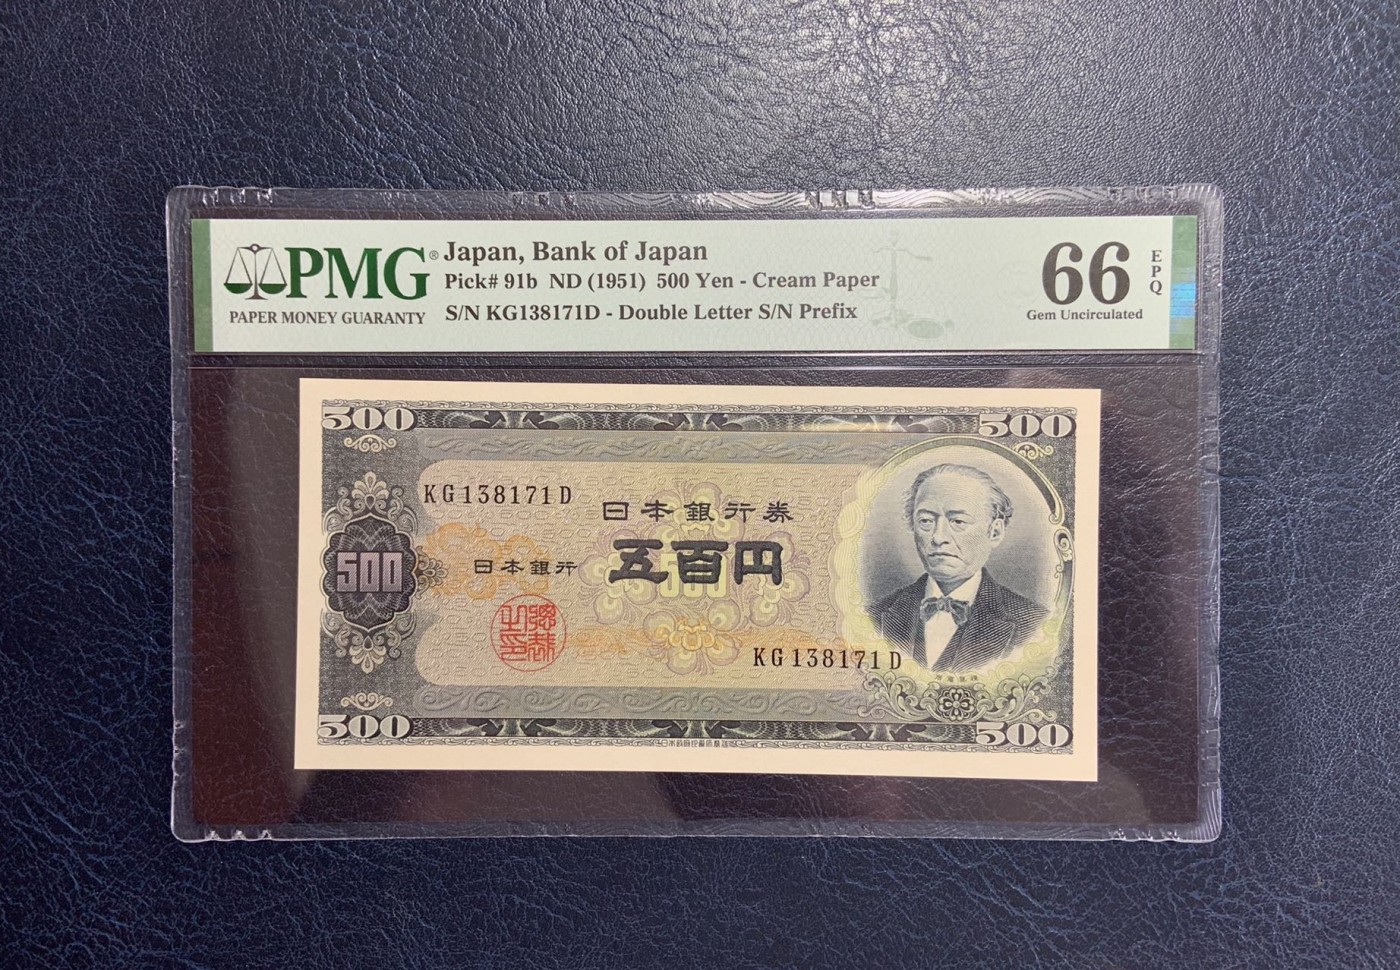 PMG®
PAPER MONEY GUARANTY
Japan, Bank of Japan
Pick# 91b ND (1951) 500 Yen - Cream Paper
S/N KG138171D - Double Letter S/N Prefix
66
EPQ
Gem Uncirculated
500
500
KG138171D
日本銀行券
500
日本銀行
五百円
500
KG138171D
500
500